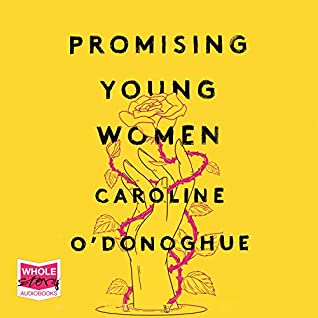 PROMISING
YOUNG
WOMEN
CAROLINE
O'DONOGHUE
WHOLE
story
AUDIOBOOKS